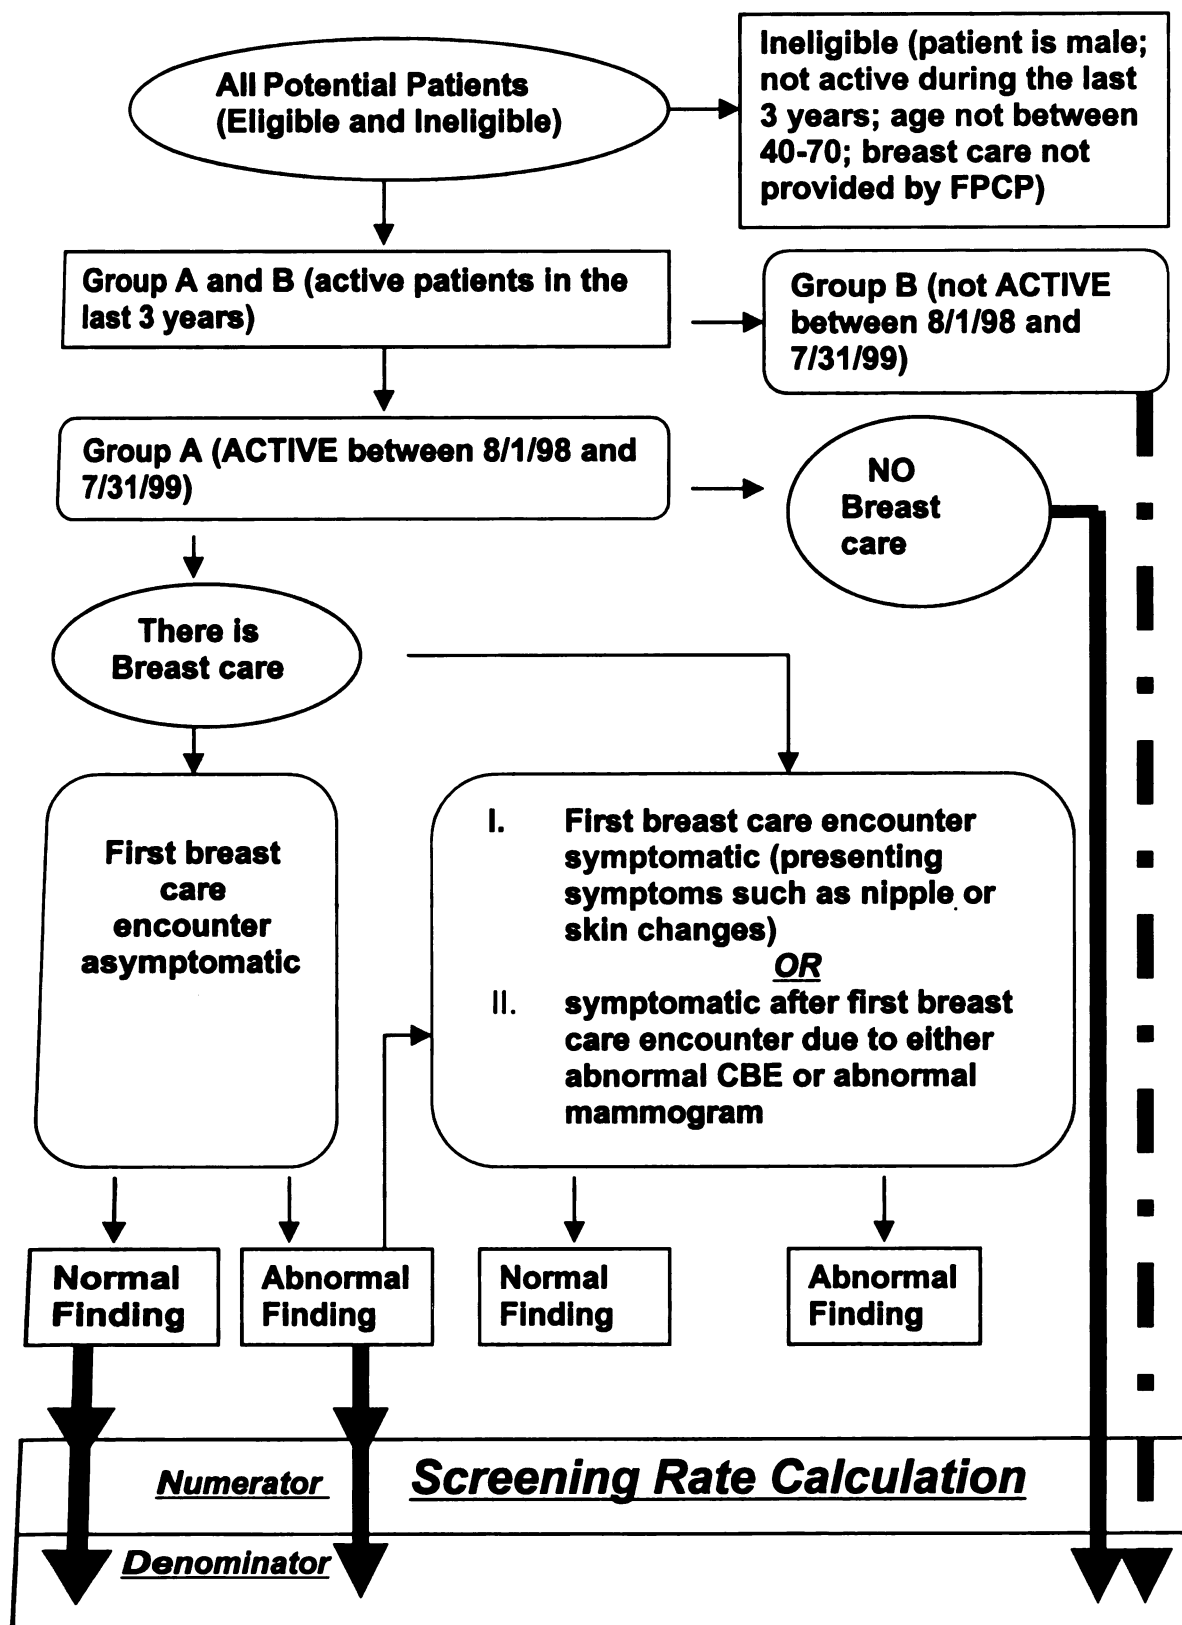 All Potential Patients
(Eligible and Ineligible)
Ineligible (patient is male;
not active during the last
3 years; age not between
40-70; breast care not
provided by FPCP)
Group A and B (active patients in the
last 3 years)
Group B (not ACTIVE
between 8/1/98 and
7/31/99)
Group A (ACTIVE between 8/1/98 and
7/31/99)
NO
Breast
care
There is
Breast care
First breast
care
encounter
asymptomatic
I. First breast care encounter
symptomatic (presenting
symptoms such as nipple or
skin changes)
OR
II. symptomatic after first breast
care encounter due to either
abnormal CBE or abnormal
mammogram
Normal
Finding
Abnormal
Finding
Normal
Finding
Abnormal
Finding
Numerator Screening Rate Calculation
Denominator